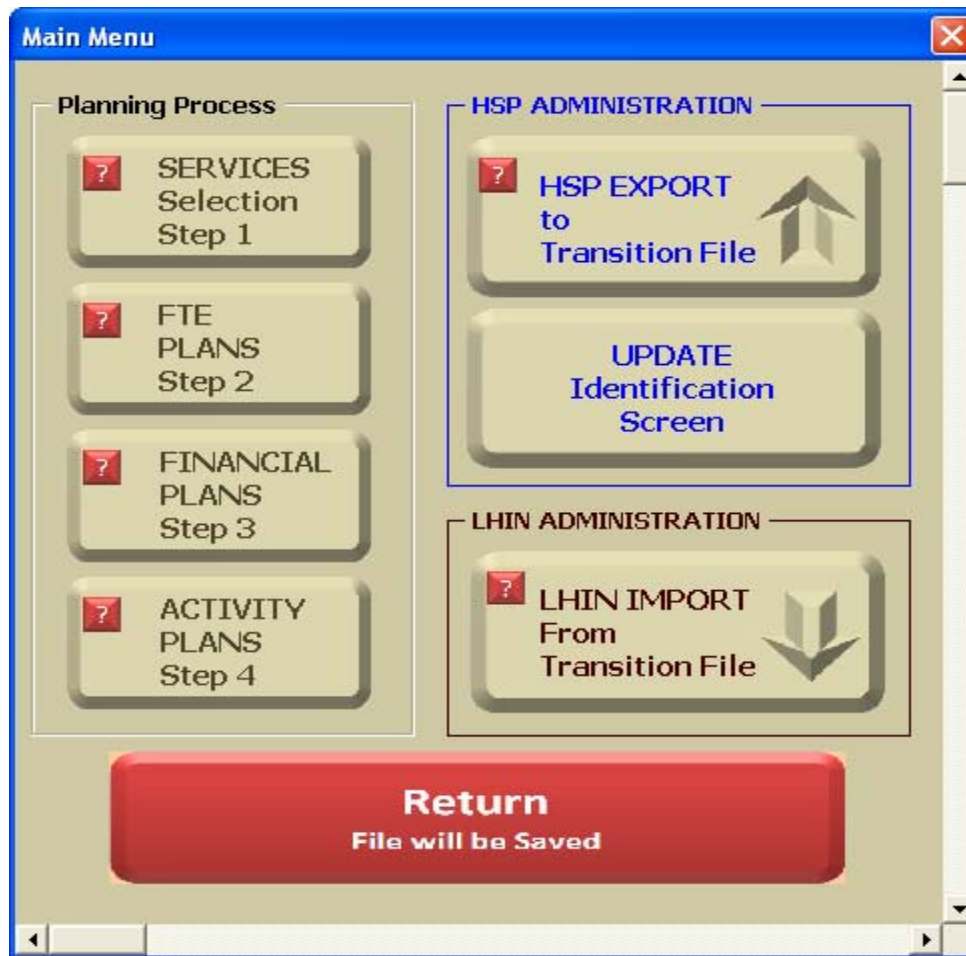 Main Menu
Planning Process
?
SERVICES
Selection
Step 1
?
FTE
PLANS
Step 2
?
FINANCIAL
PLANS
Step 3
?
ACTIVITY
PLANS
Step 4
HSP ADMINISTRATION
?
HSP EXPORT
to
Transition File
UPDATE
Identification
Screen
LHIN ADMINISTRATION
?
LHIN IMPORT
From
Transition File
Return
File will be Saved